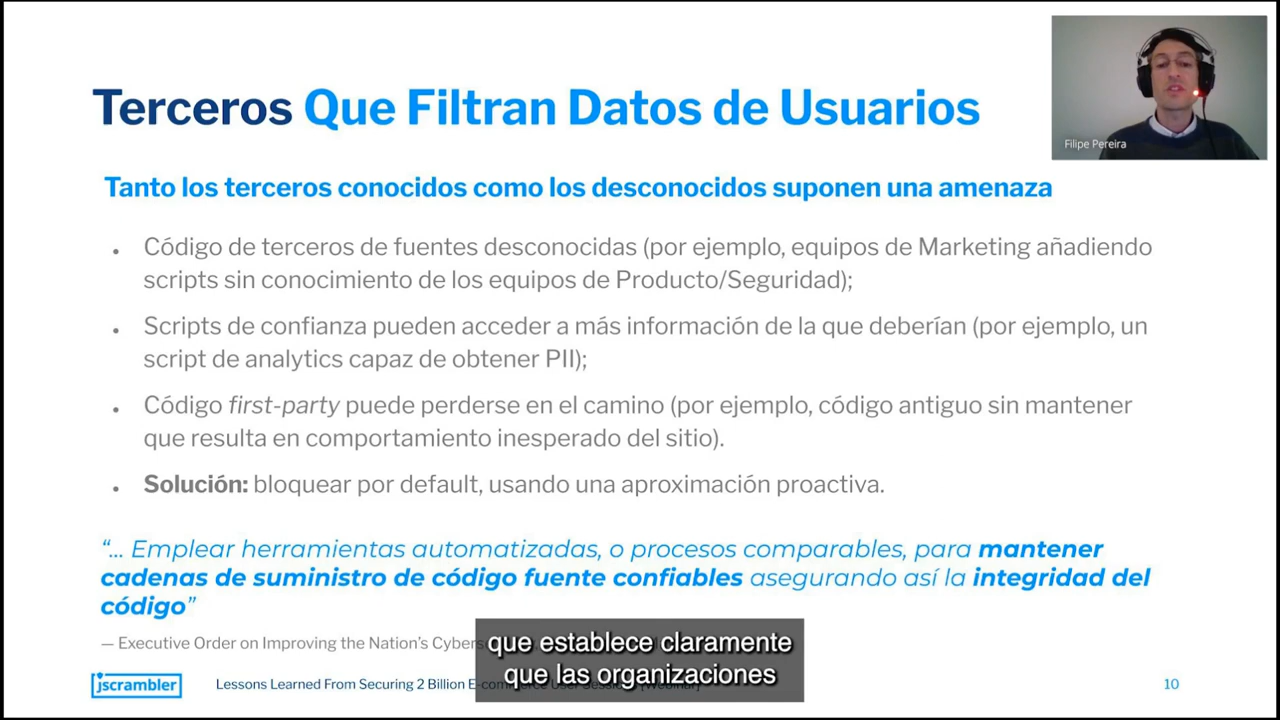 Terceros Que Filtran Datos de Usuarios
Filipe Pereira
Tanto los terceros conocidos como los desconocidos suponen una amenaza
• Código de terceros de fuentes desconocidas (por ejemplo, equipos de Marketing añadiendo
scripts sin conocimiento de los equipos de Producto/Seguridad);
• Scripts de confianza pueden acceder a más información de la que deberían (por ejemplo, un
script de analytics capaz de obtener PII);
• Código first-party puede perderse en el camino (por ejemplo, código antiguo sin mantener
que resulta en comportamiento inesperado del sitio).
• Solución: bloquear por default, usando una aproximación proactiva.
“... Emplear herramientas automatizadas, o procesos comparables, para mantener
cadenas de suministro de código fuente confiables asegurando así la integridad del
código”
— Executive Order on Improving the Nation’s
que establece claramente
que las organizaciones
jscrambler
Lessons Learned From Securing 2 Billion
10